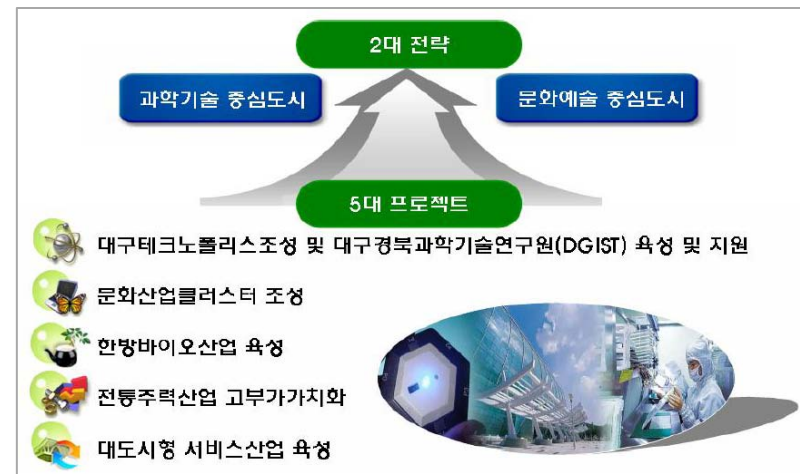 2대 전략
과학기술 중심도시
문화예술 중심도시
5대 프로젝트
대구테크노폴리스조성 및 대구경북과학기술연구원(DGIST) 육성 및 지원
문화산업클러스터 조성
한방바이오산업 육성
전통주력산업 고부가가치화
대도시형 서비스산업 육성